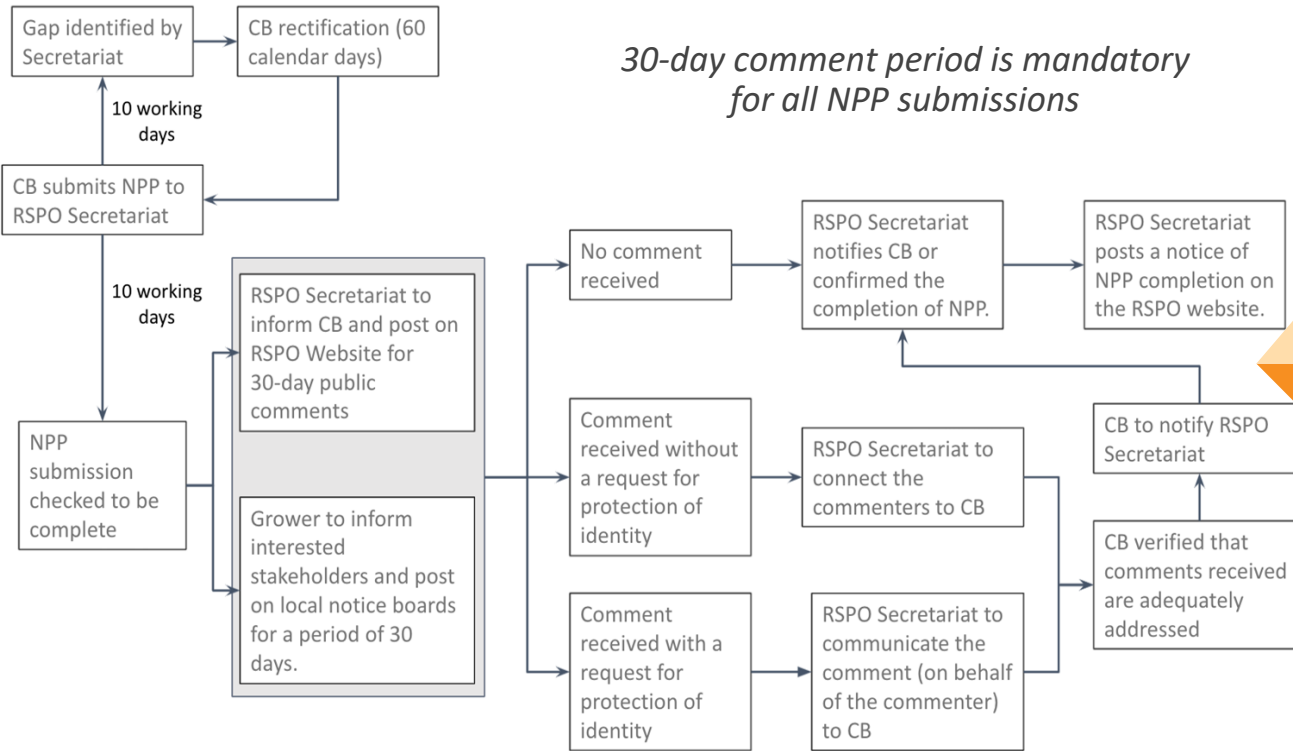 Gap identified by
Secretariat
CB rectification (60
calendar days)
30-day comment period is mandatory
for all NPP submissions
10 working
days
CB submits NPP to
RSPO Secretariat
10 working
days
NPP
submission
checked to be
complete
RSPO Secretariat to
inform CB and post on
RSPO Website for
30-day public
comments
Grower to inform
interested
stakeholders and post
on local notice boards
for a period of 30
days.
No comment
received
RSPO Secretariat
notifies CB or
confirmed the
completion of NPP.
RSPO Secretariat
posts a notice of
NPP completion on
the RSPO website.
Comment
received without
a request for
protection of
identity
RSPO Secretariat to
connect the
commenters to CB
CB to notify RSPO
Secretariat
CB verified that
comments received
are adequately
addressed
Comment
received with a
request for
protection of
identity
RSPO Secretariat to
communicate the
comment (on behalf
of the commenter)
to CB